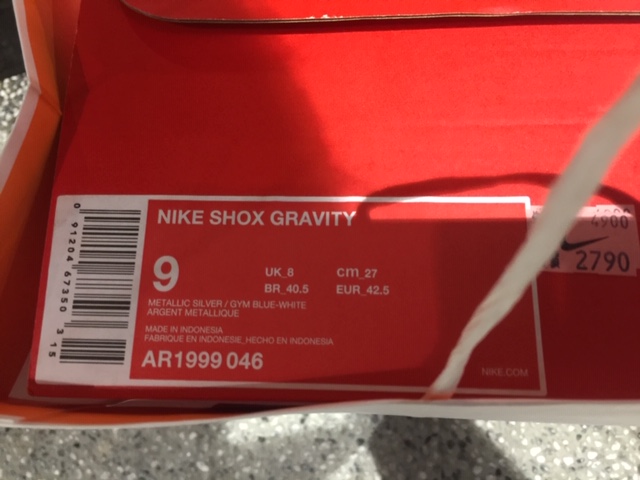 NIKE SHOX GRAVITY
9
UK_8
cm_27
BR_40.5
EUR_42.5
METALLIC SILVER / GYM BLUE-WHITE
ARGENT METALLIQUE
MADE IN INDONESIA
FABRIQUE EN INDONESIE_HECHO EN INDONESIA
AR1999 046
NIKE.COM
0 91204 67350 3 15
4900
2790